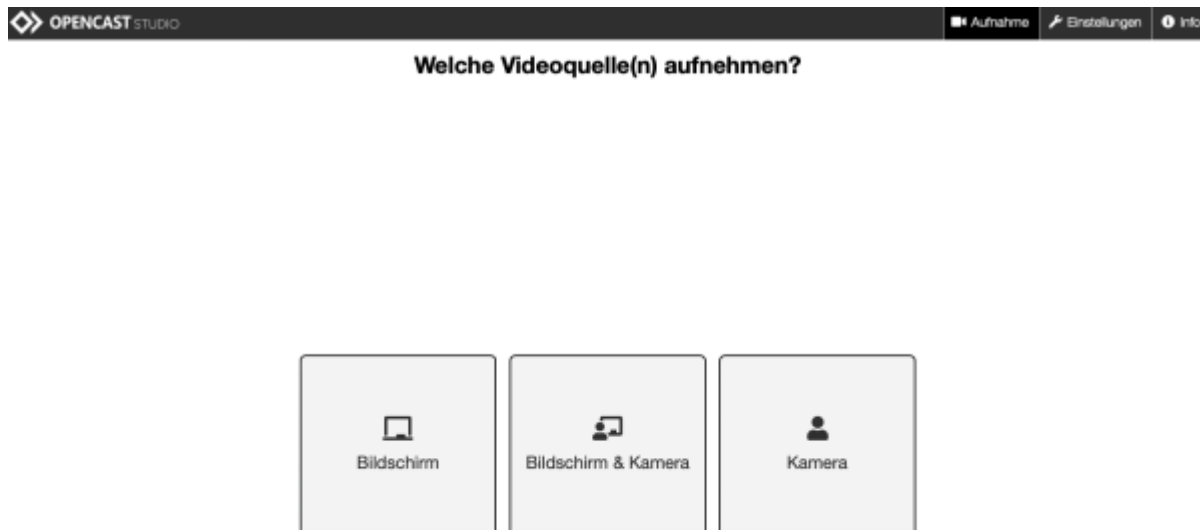 OPENCAST STUDIO Aufnahme Einstellungen Info
Welche Videoquelle(n) aufnehmen?
Bildschirm Bildschirm & Kamera Kamera